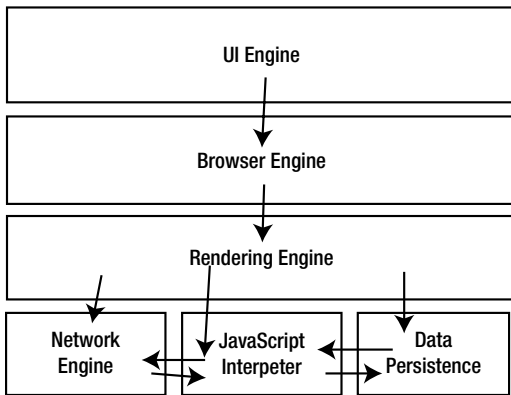 UI Engine
Browser Engine
Rendering Engine
Network
Engine
JavaScript
Interpeter
Data
Persistence